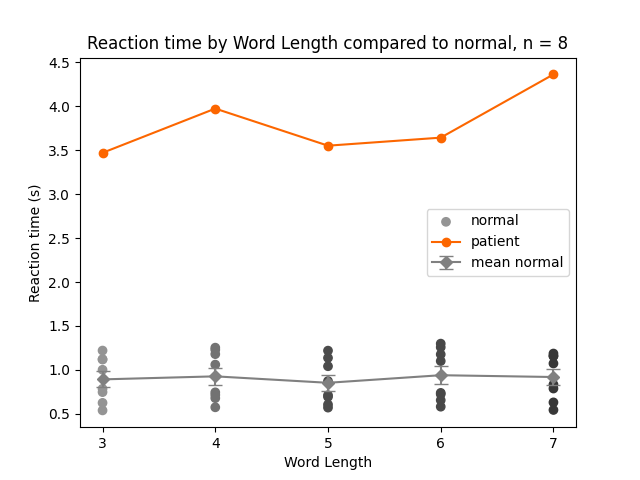 Reaction time by Word Length compared to normal, n = 8
4.5
4.0
3.5
3.0
2.5
2.0
1.5
1.0
0.5
Reaction time (s)
normal
patient
mean normal
3 4 5 6 7
Word Length